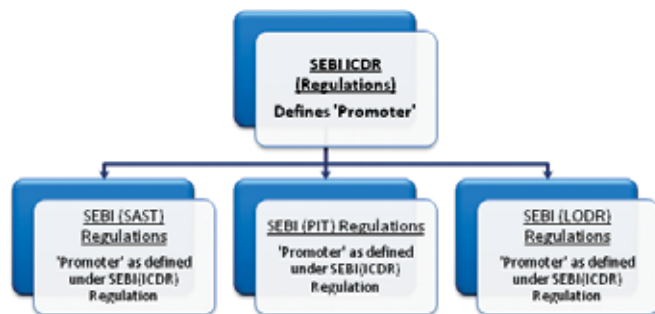 SEBI ICDR
(Regulations)
Defines 'Promoter'
SEBI (SAST)
Regulations
'Promoter' as defined
under SEBI(ICDR)
Regulation
SEBI (PIT) Regulations
'Promoter' as defined
under SEBI(ICDR)
Regulation
SEBI (LODR)
Regulations
'Promoter' as defined
under SEBI(ICDR)
Regulation